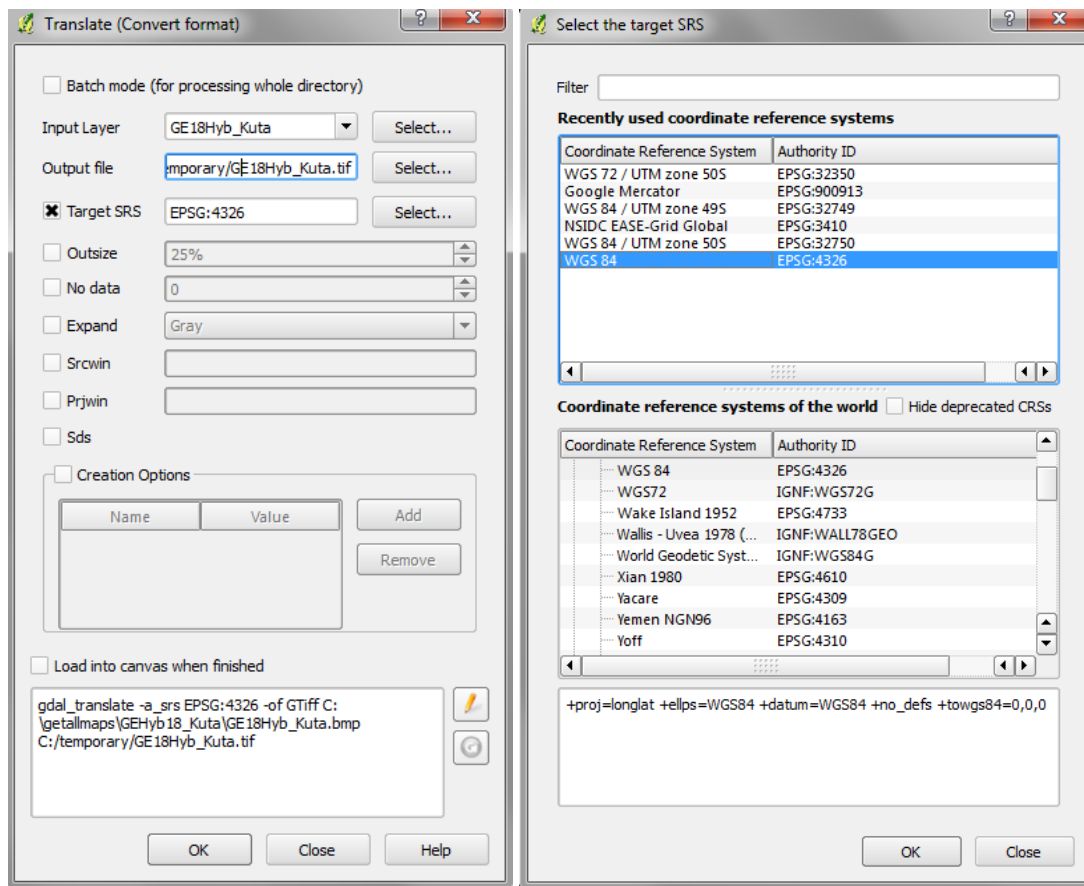 Translate (Convert format)
Batch mode (for processing whole directory)
Input Layer GE18Hyb_Kuta Select...
Output file emporary/GE18Hyb_Kuta.tif Select...
Target SRS EPSG:4326 Select...
Outsize 25%
No data 0
Expand Gray
Srcwin
Prjwin
Sds
Creation Options
Name Value Add
Remove
Load into canvas when finished
gdal_translate -a_srs EPSG:4326 -of GTiff C:
\getallmaps\GEHyb18_Kuta\GE18Hyb_Kuta.bmp
C:/temporary/GE18Hyb_Kuta.tif
OK Close Help
Select the target SRS
Filter
Recently used coordinate reference systems
Coordinate Reference System Authority ID
WGS 72 / UTM zone 50S EPSG:32350
Google Mercator EPSG:900913
WGS 84 / UTM zone 49S EPSG:32749
NSIDC EASE-Grid Global EPSG:3410
WGS 84 / UTM zone 50S EPSG:32750
WGS 84 EPSG:4326
Coordinate reference systems of the world Hide deprecated CRSs
Coordinate Reference System Authority ID
WGS 84 EPSG:4326
WGS72 IGNF:WGS72G
Wake Island 1952 EPSG:4733
Wallis - Uvea 1978 (... IGNF:WALL78GEO
World Geodetic Syst... IGNF:WGS84G
Xian 1980 EPSG:4610
Yacare EPSG:4309
Yemen NGN96 EPSG:4163
Yoff EPSG:4310
+proj=longlat +ellps=WGS84 +datum=WGS84 +no_defs +towgs84=0,0,0
OK Close